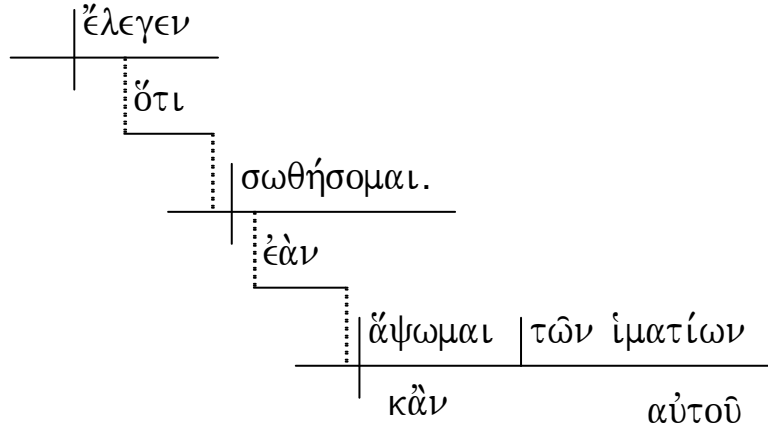 ἔλεγεν
ὅτι
σωθήσομαι.
ἐὰν
ἅψωμαι τῶν ἱματίων
κἂν αὐτοῦ